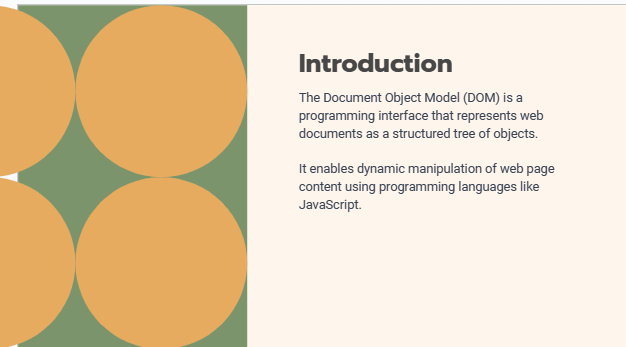 Introduction
The Document Object Model (DOM) is a
programming interface that represents web
documents as a structured tree of objects.
It enables dynamic manipulation of web page
content using programming languages like
JavaScript.